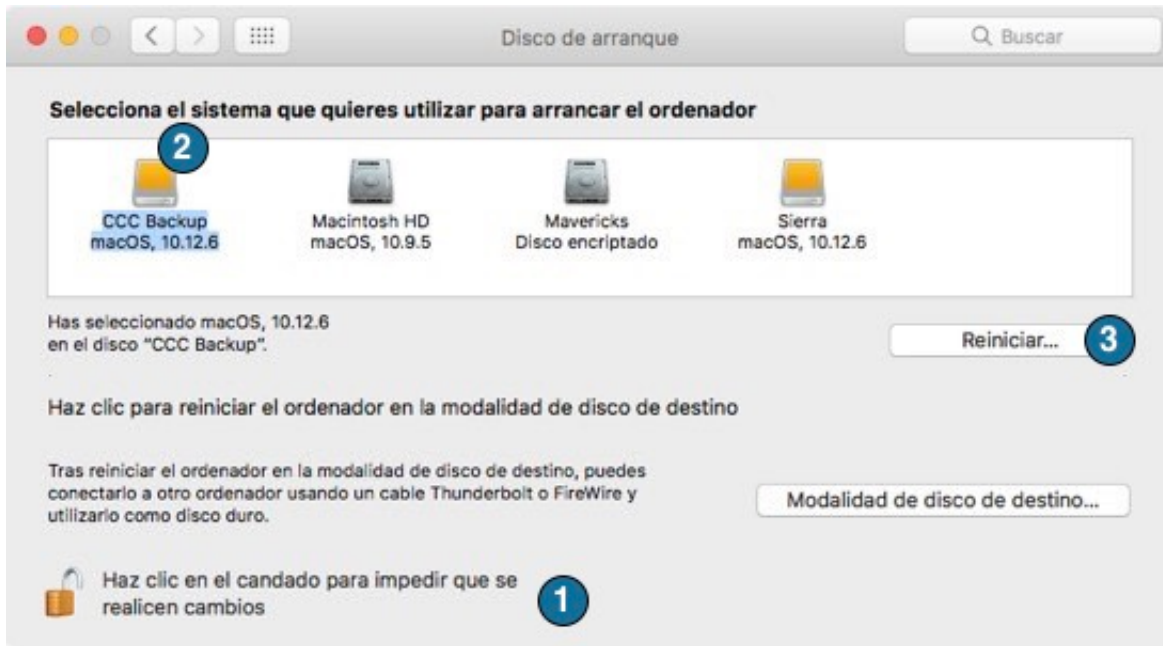 Disco de arranque
Buscar
Selecciona el sistema que quieres utilizar para arrancar el ordenador
2
CCC Backup
macOS, 10.12.6
Macintosh HD
macOS, 10.9.5
Mavericks
Disco encriptado
Sierra
macOS, 10.12.6
Has seleccionado macOS, 10.12.6
en el disco “CCC Backup”.
Reiniciar...
3
Haz clic para reiniciar el ordenador en la modalidad de disco de destino
Tras reiniciar el ordenador en la modalidad de disco de destino, puedes
conectarlo a otro ordenador usando un cable Thunderbolt o FireWire y
utilizarlo como disco duro.
Modalidad de disco de destino...
Haz clic en el candado para impedir que se
realicen cambios
1